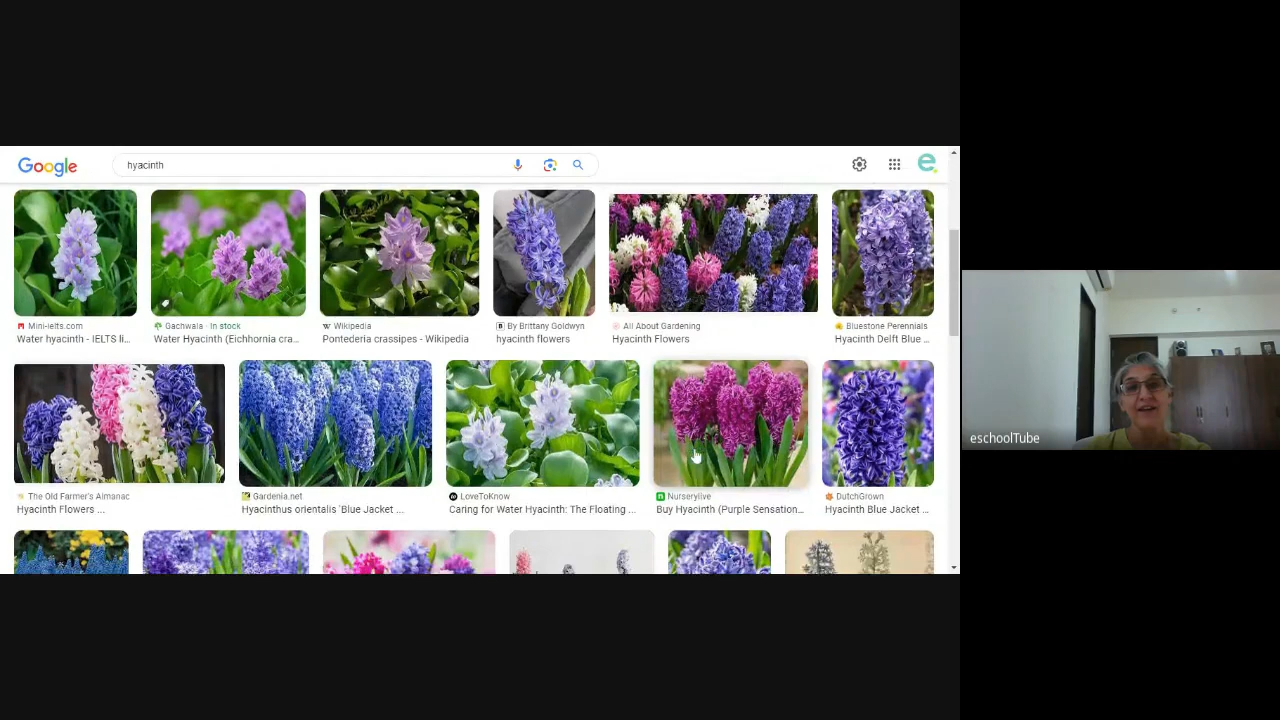 Google
hyacinth
Mini-ielts.com
Water hyacinth - IELTS li...
Gachwala · In stock
Water Hyacinth (Eichhornia cra...
Wikipedia
Pontederia crassipes - Wikipedia
By Brittany Goldwyn
hyacinth flowers
All About Gardening
Hyacinth Flowers
Bluestone Perennials
Hyacinth Delft Blue ...
The Old Farmer's Almanac
Hyacinth Flowers ...
Gardenia.net
Hyacinthus orientalis 'Blue Jacket ...
LoveToKnow
Caring for Water Hyacinth: The Floating ...
Nurserylive
Buy Hyacinth (Purple Sensation...
DutchGrown
Hyacinth Blue Jacket ...
eschoolTube